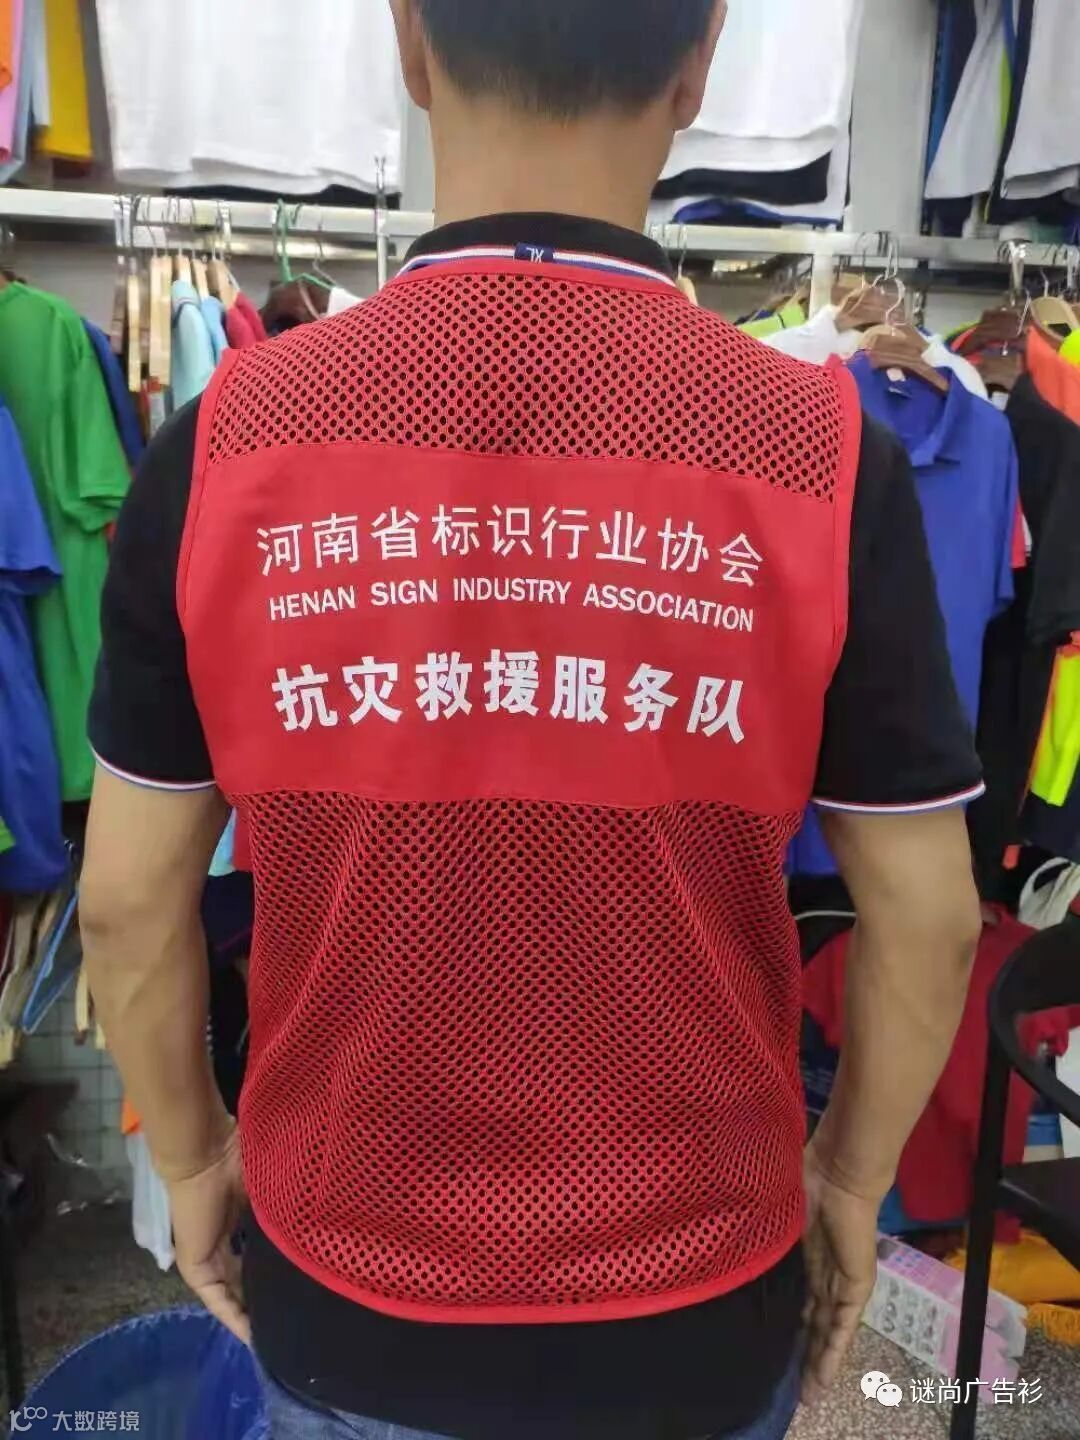 XL
河南省标识行业协会
HENAN SIGN INDUSTRY ASSOCIATION
抗灾救援服务队
谜尚广告衫
大数跨境